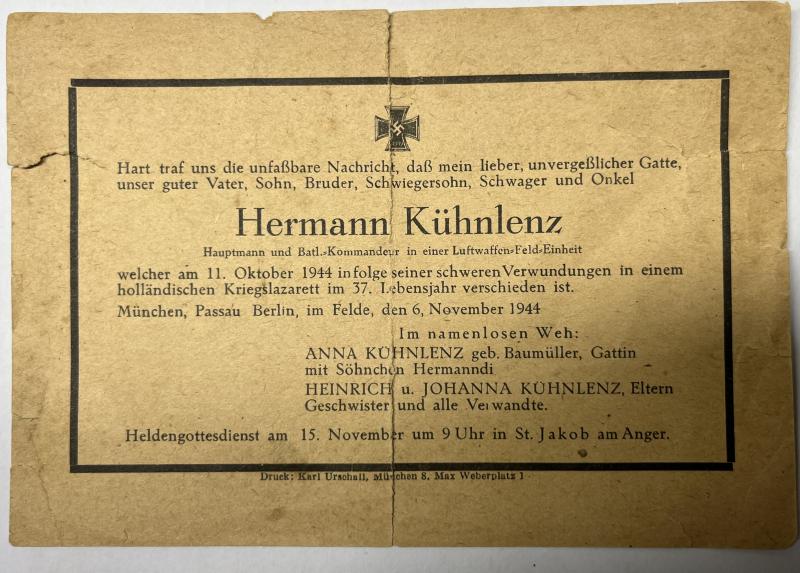 Hart traf uns die unfaßbare Nachricht, daß mein lieber, unvergeßlicher Gatte,
unser guter Vater, Sohn, Bruder, Schwiegersohn, Schwager und Onkel
Hermann Kühnlenz
Hauptmann und Batl.-Kommandeur in einer Luftwaffen-Feld-Einheit
welcher am 11. Oktober 1944 infolge seiner schweren Verwundungen in einem
holländischen Kriegslazarett im 37. Lebensjahr verschieden ist.
München, Passau Berlin, im Felde, den 6. November 1944
Im namenlosen Weh:
ANNA KÜHNLENZ geb. Baumüller, Gattin
mit Söhnchen Hermanndi
HEINRICH u. JOHANNA KÜHNLENZ, Eltern
Geschwister und alle Verwandte.
Heldengottesdienst am 15. November um 9 Uhr in St. Jakob am Anger.
Druck: Karl Urschall, München 8, Max Weberplatz 1